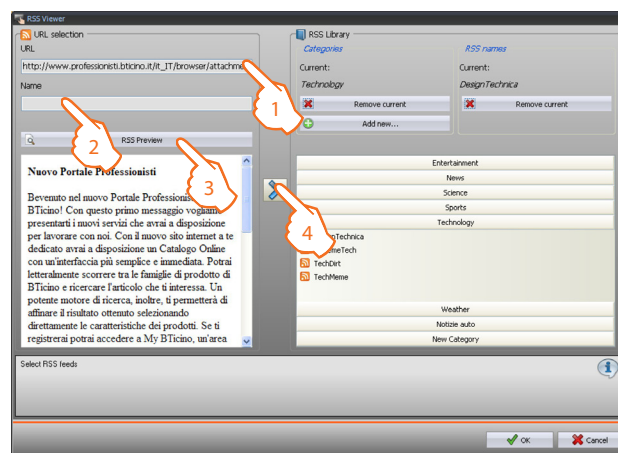 RSS Viewer
URL selection
URL
http://www.professionisti.bticino.it/it_IT/browser/attachme
Name
RSS Preview
Nuovo Portale Professionisti
Bevenuto nel nuovo Portale Professionis
BTicino! Con questo primo messaggio vogliamo
presentarti i nuovi servizi che avrai a disposizione
per lavorare con noi. Con il nuovo sito internet a te
dedicato avrai a disposizione un Catalogo Online
con un'interfaccia più semplice e immediata. Potrai
letteralmente scorrere tra le famiglie di prodotto di
BTicino e ricercare l'articolo che ti interessa. Un
potente motore di ricerca, inoltre, ti permetterà di
affinare il risultato ottenuto selezionando
direttamente le caratteristiche dei prodotti. Se ti
registrerai potrai accedere a My BTicino, un'area
1
2
3
4
RSS Library
Categories
Current:
Technology
Remove current
Add new...
RSS names
Current:
DesignTechnica
Remove current
Entertainment
News
Science
Sports
Technology
nTechnica
meTech
TechDirt
TechMeme
Weather
Notizie auto
New Category
Select RSS feeds
OK
Cancel